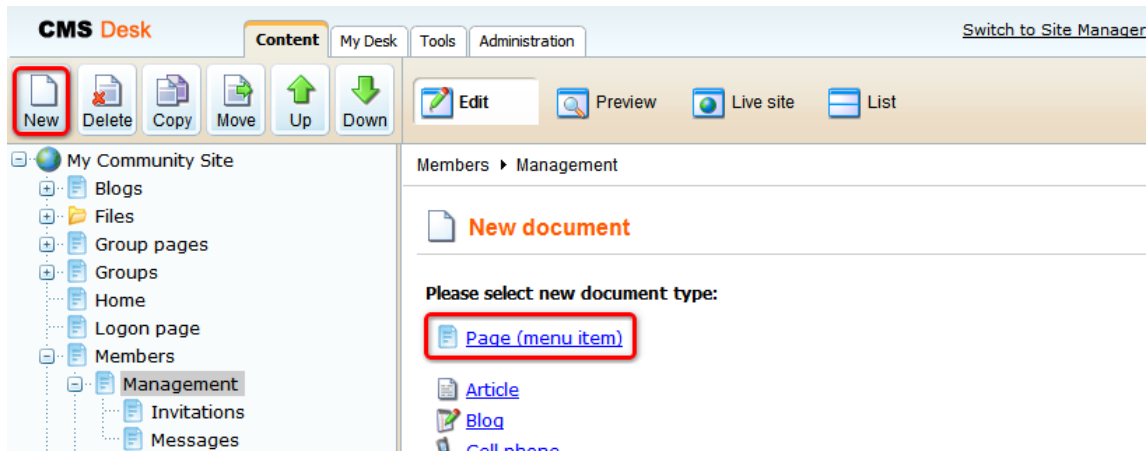 CMS Desk
Content
My Desk
Tools
Administration
Switch to Site Manager
New
Delete
Copy
Move
Up
Down
Edit
Preview
Live site
List
My Community Site
Blogs
Files
Group pages
Groups
Home
Logon page
Members
Management
Invitations
Messages
Members ▸ Management
New document
Please select new document type:
Page (menu item)
Article
Blog
Cell phone